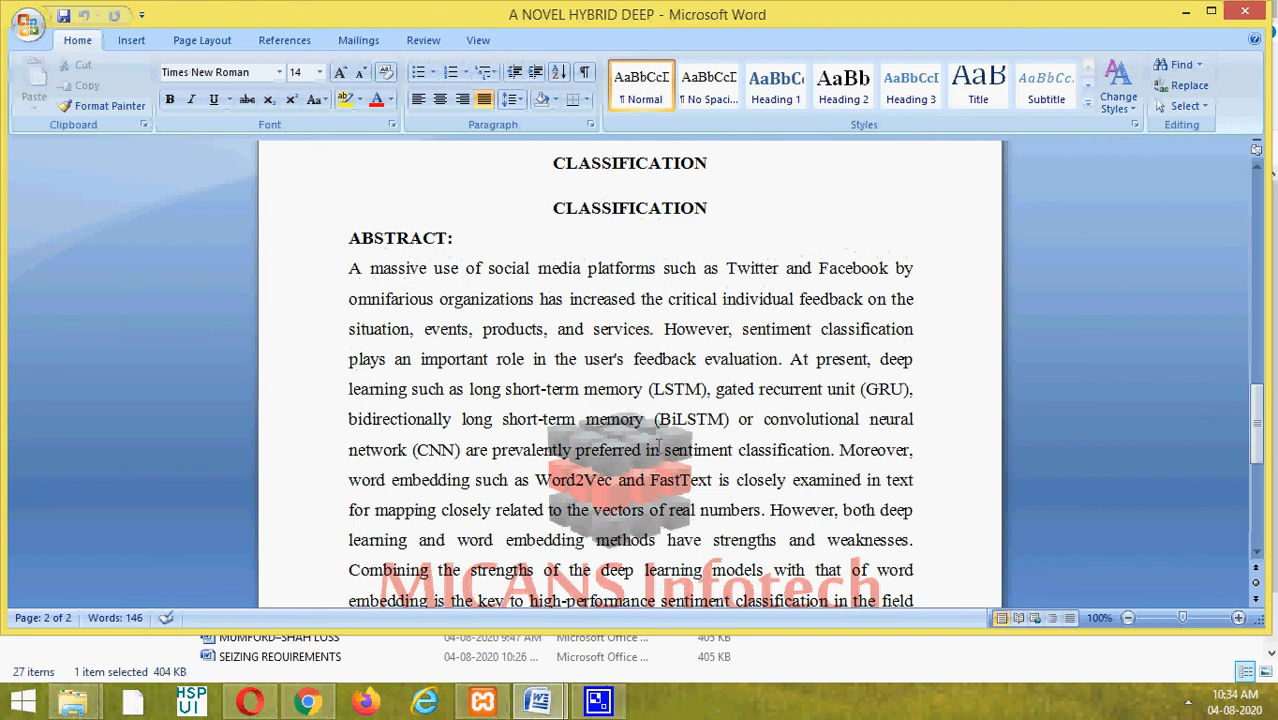 A NOVEL HYBRID DEEP - Microsoft Word
Home Insert Page Layout References Mailings Review View
Paste Cut Copy Format Painter
Times New Roman 14
B I U abc X₂ X² Aa A
AaBbCcI AaBbCcI AaBbC AaBb AaBbCcI AaB AaBbCcI
¶ Normal ¶ No Spaci... Heading 1 Heading 2 Heading 3 Title Subtitle
Change Styles
Find
Replace
Select
Clipboard Font Paragraph Styles Editing
CLASSIFICATION
CLASSIFICATION
ABSTRACT:
A massive use of social media platforms such as Twitter and Facebook by
omnifarious organizations has increased the critical individual feedback on the
situation, events, products, and services. However, sentiment classification
plays an important role in the user's feedback evaluation. At present, deep
learning such as long short-term memory (LSTM), gated recurrent unit (GRU),
bidirectionally long short-term memory (BiLSTM) or convolutional neural
network (CNN) are prevalently preferred in sentiment classification. Moreover,
word embedding such as Word2Vec and FastText is closely examined in text
for mapping closely related to the vectors of real numbers. However, both deep
learning and word embedding methods have strengths and weaknesses.
Combining the strengths of the deep learning models with that of word
MICANS Infotech
embedding is the key to high-performance sentiment classification in the field
Page: 2 of 2 Words: 146 100%
MUMFORD–SHAH LOSS 04-08-2020 9:47 AM Microsoft Office ... 405 KB
SEIZING REQUIREMENTS 04-08-2020 10:26 ... Microsoft Office ... 405 KB
27 items 1 item selected 404 KB
HSP UI
10:34 AM
04-08-2020